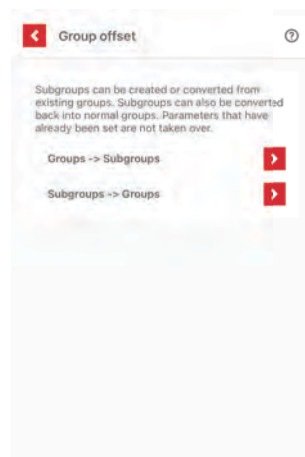 Group offset
Subgroups can be created or converted from
existing groups. Subgroups can also be converted
back into normal groups. Parameters that have
already been set are not taken over.
Groups -> Subgroups
Subgroups -> Groups